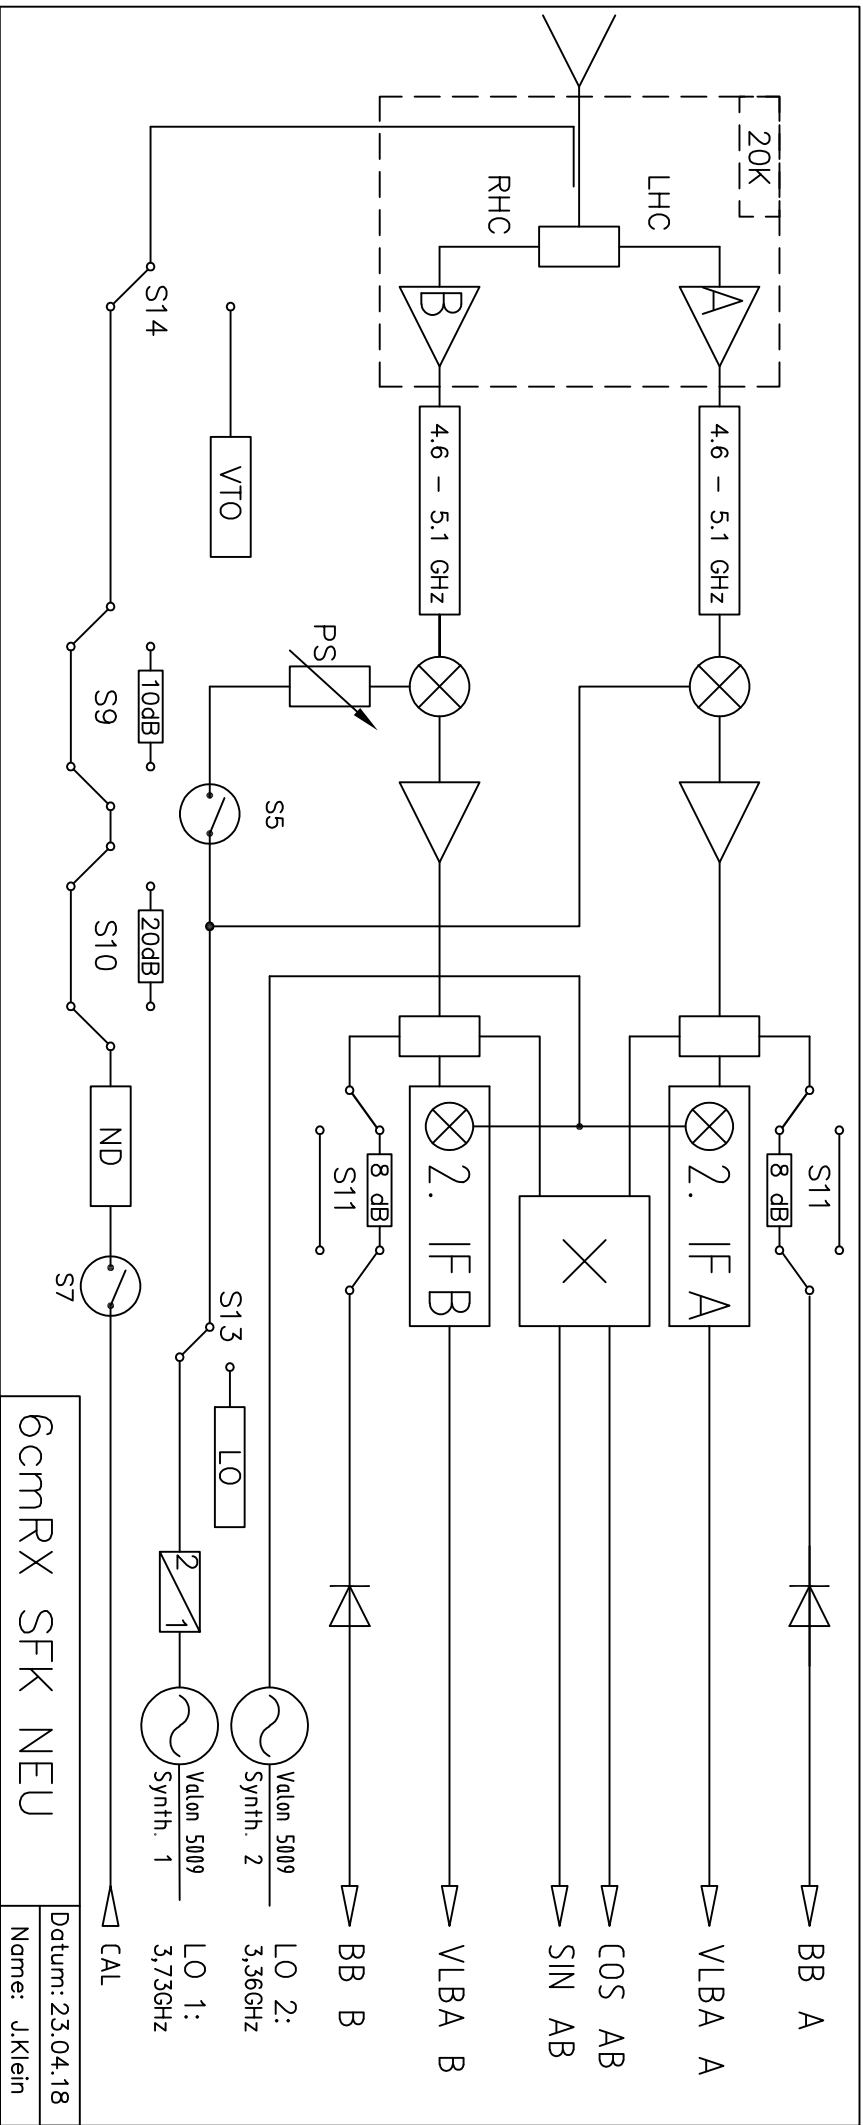 20K
LHC
RHC
A
B
4.6 – 5.1 GHz
4.6 – 5.1 GHz
S14
VTO
PS
S9
10dB
S5
S10
20dB
S11
8 dB
2. IF A
2. IF B
8 dB
S11
ND
S7
S13
LO
2
1
Valon 5009
Synth. 2
Valon 5009
Synth. 1
BB A
VLBA A
COS AB
SIN AB
VLBA B
BB B
LO 2:
3,36GHz
LO 1:
3,73GHz
CAL
6cmRX SFK NEU
Datum: 23.04.18
Name: J.Klein